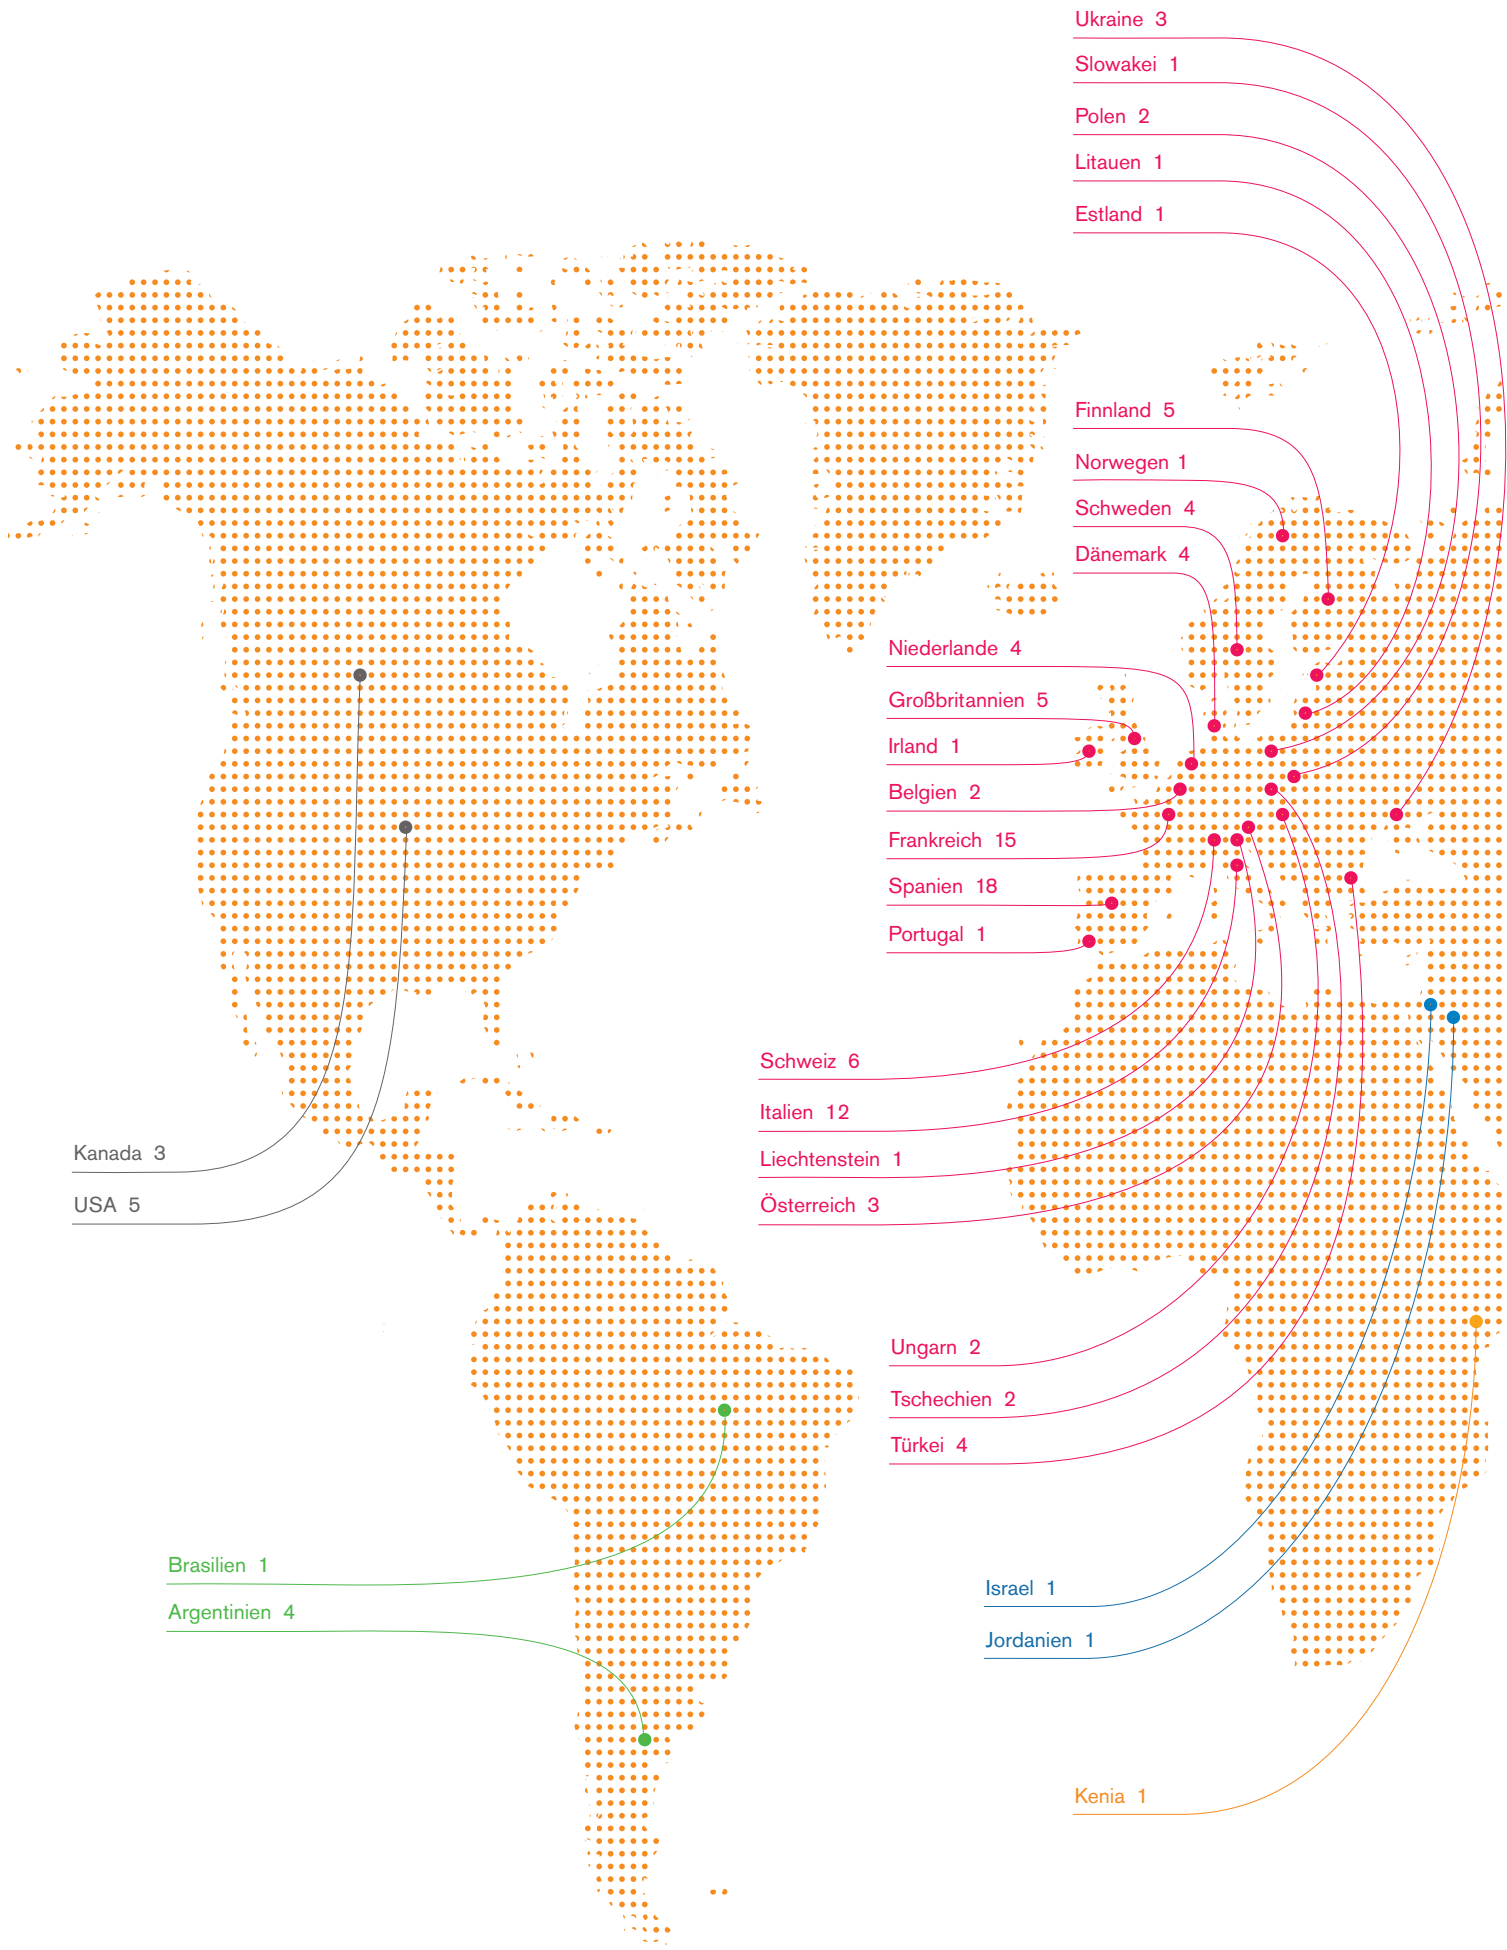 Ukraine 3
Slowakei 1
Polen 2
Litauen 1
Estland 1
Finnland 5
Norwegen 1
Schweden 4
Dänemark 4
Niederlande 4
Großbritannien 5
Irland 1
Belgien 2
Frankreich 15
Spanien 18
Portugal 1
Schweiz 6
Italien 12
Liechtenstein 1
Österreich 3
Kanada 3
USA 5
Ungarn 2
Tschechien 2
Türkei 4
Brasilien 1
Argentinien 4
Israel 1
Jordanien 1
Kenia 1